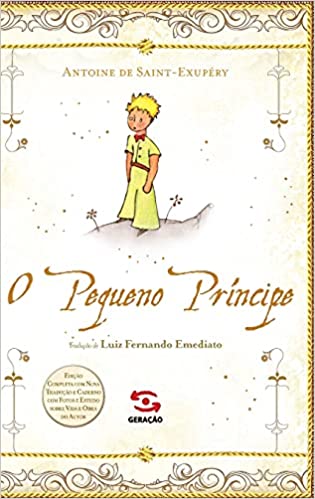 Antoine de Saint-Exupéry
O Pequeno Príncipe
Tradução de Luiz Fernando Emediato
Edição
Completa com Nova
Tradução e Caderno
com Fotos e Estudo
sobre Vida e Obra
do Autor
GERAÇÃO